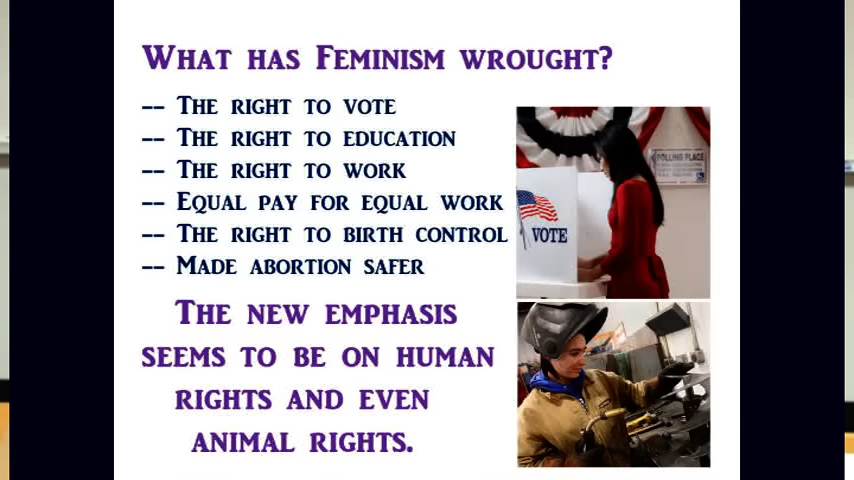 What has Feminism wrought?
-- The right to vote
-- The right to education
-- The right to work
-- Equal pay for equal work
-- The right to birth control
-- Made abortion safer
The new emphasis
seems to be on human
rights and even
animal rights.
POLLING PLACE
VOTE